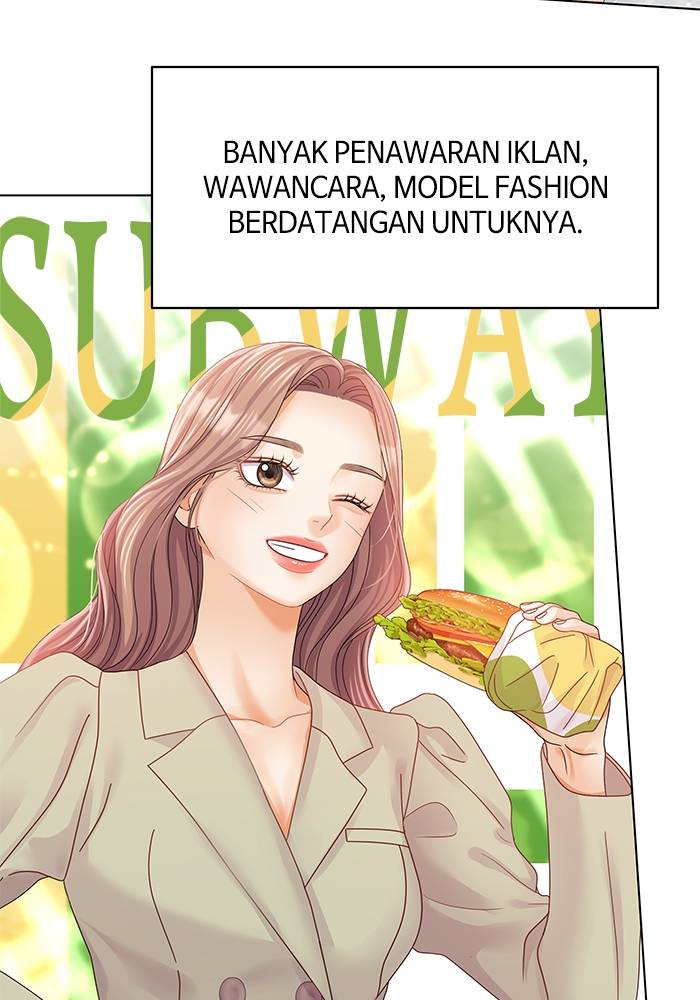 BANYAK PENAWARAN IKLAN,
WAWANCARA, MODEL FASHION
BERDATANGAN UNTUKNYA.
SUBWAY